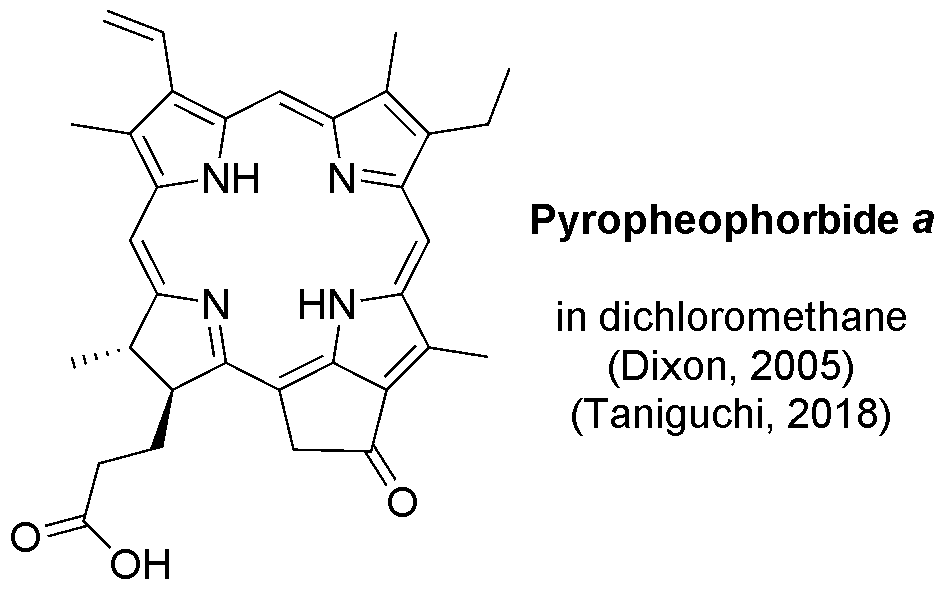 NH
N
Pyropheophorbide a
N
HN
in dichloromethane
(Dixon, 2005)
(Taniguchi, 2018)
O
O
OH